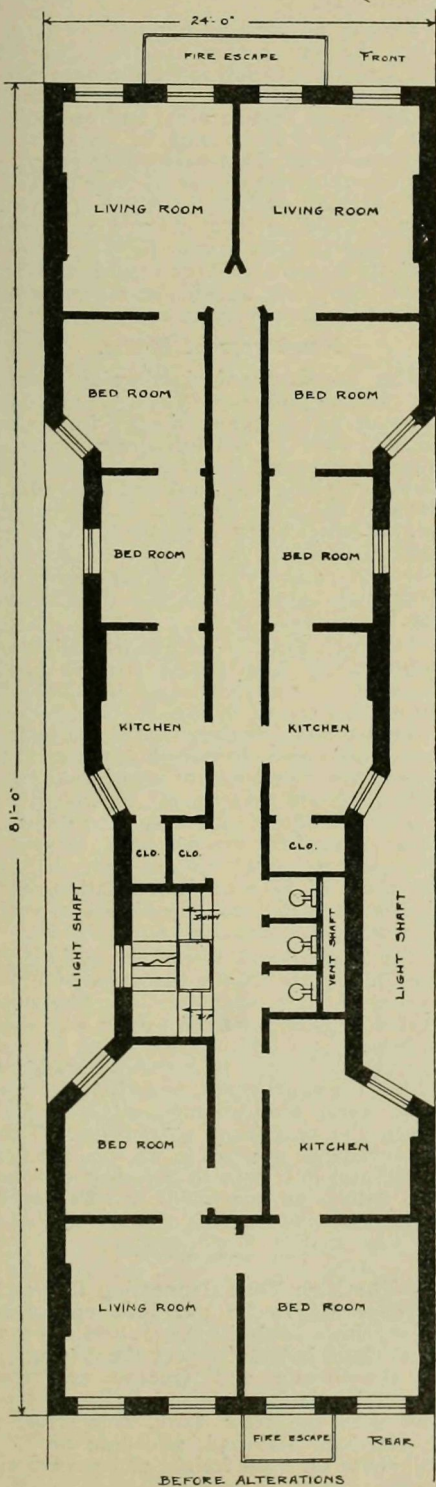 24'-0"
FIRE ESCAPE
FRONT
LIVING ROOM
LIVING ROOM
BED ROOM
BED ROOM
BED ROOM
BED ROOM
KITCHEN
KITCHEN
81'-0"
CLO.
CLO.
CLO.
LIGHT SHAFT
DOWN
VENT SHAFT
LIGHT SHAFT
UP
BED ROOM
KITCHEN
LIVING ROOM
BED ROOM
FIRE ESCAPE
REAR
BEFORE ALTERATIONS